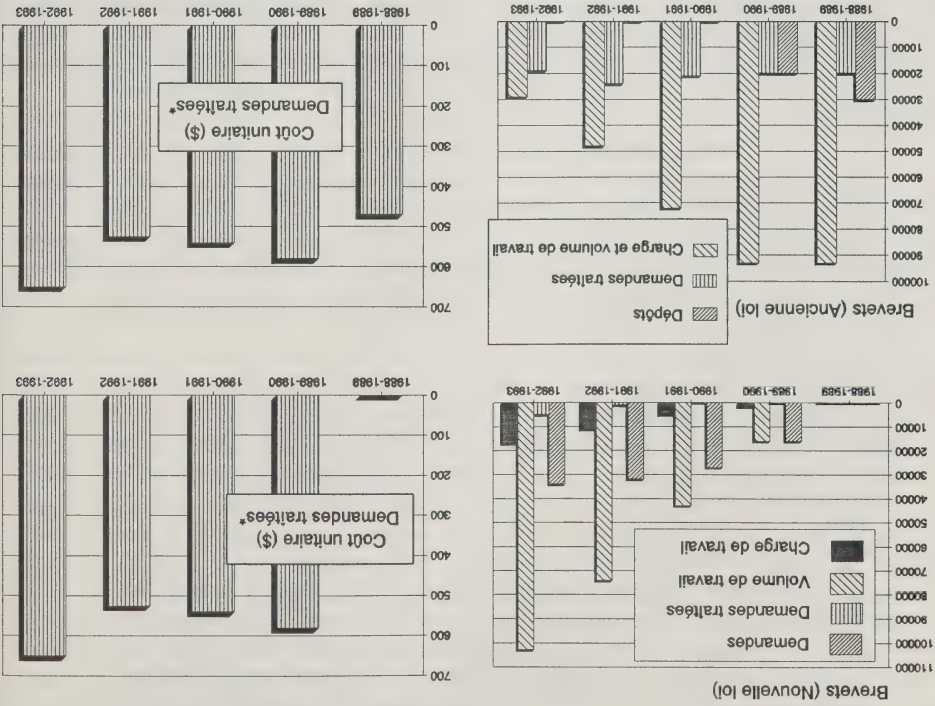 Brevets (Nouvelle loi)
110000
100000
90000
80000
70000
60000
50000
40000
30000
20000
10000
0
Demandes
Demandes traîtées
Volume de travail
Charge de travail
1988-1989 1989-1990 1990-1991 1991-1992 1992-1993
700
600
500
400
300
200
100
0
Coût unitaire ($)
Demandes traîtées*
1988-1989 1989-1990 1990-1991 1991-1992 1992-1993
Brevets (Ancienne loi)
100000
90000
80000
70000
60000
50000
40000
30000
20000
10000
0
Dépôts
Demandes traîtées
Charge et volume de travail
1988-1989 1989-1990 1990-1991 1991-1992 1992-1993
700
600
500
400
300
200
100
0
Coût unitaire ($)
Demandes traîtées*
1988-1989 1989-1990 1990-1991 1991-1992 1992-1993